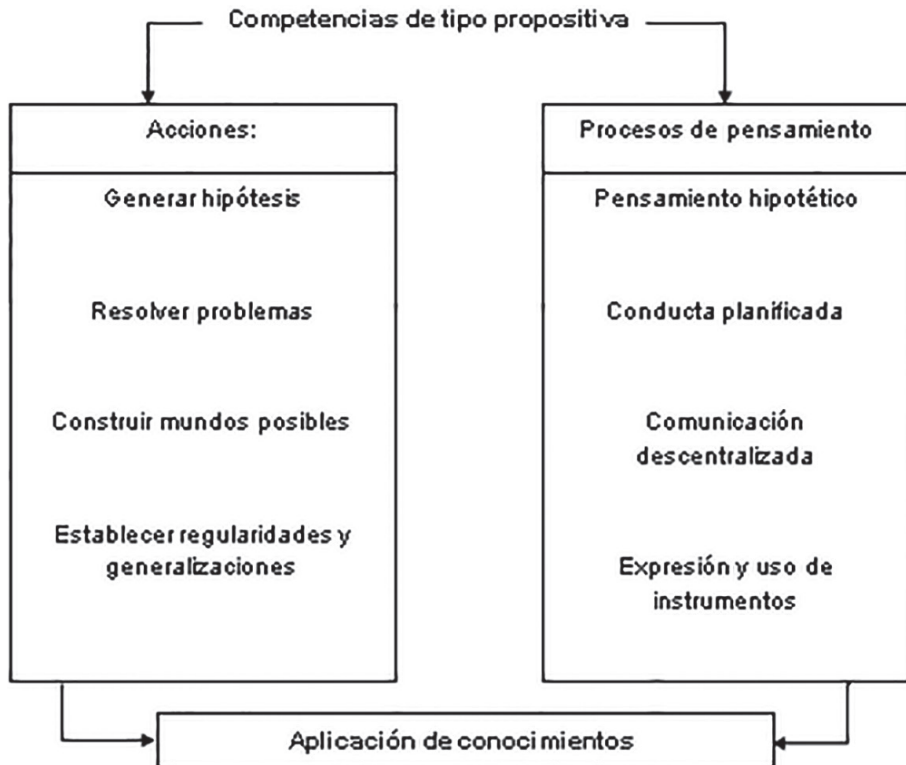 Competencias de tipo propositiva
Acciones:
Generar hipótesis
Resolver problemas
Construir mundos posibles
Establecer regularidades y
generalizaciones
Procesos de pensamiento
Pensamiento hipotético
Conducta planificada
Comunicación
descentralizada
Expresión y uso de
instrumentos
Aplicación de conocimientos